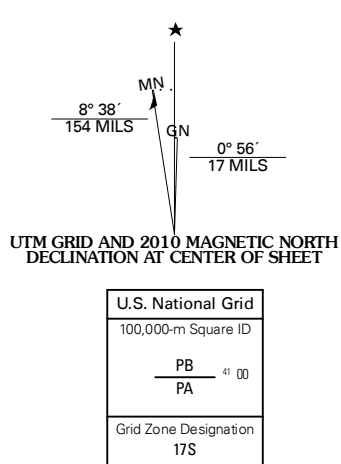 ★
MN
8° 38´
154 MILS
GN
0° 56´
17 MILS
UTM GRID AND 2010 MAGNETIC NORTH
DECLINATION AT CENTER OF SHEET
U.S. National Grid
100,000-m Square ID
PB
41 00
PA
Grid Zone Designation
17S